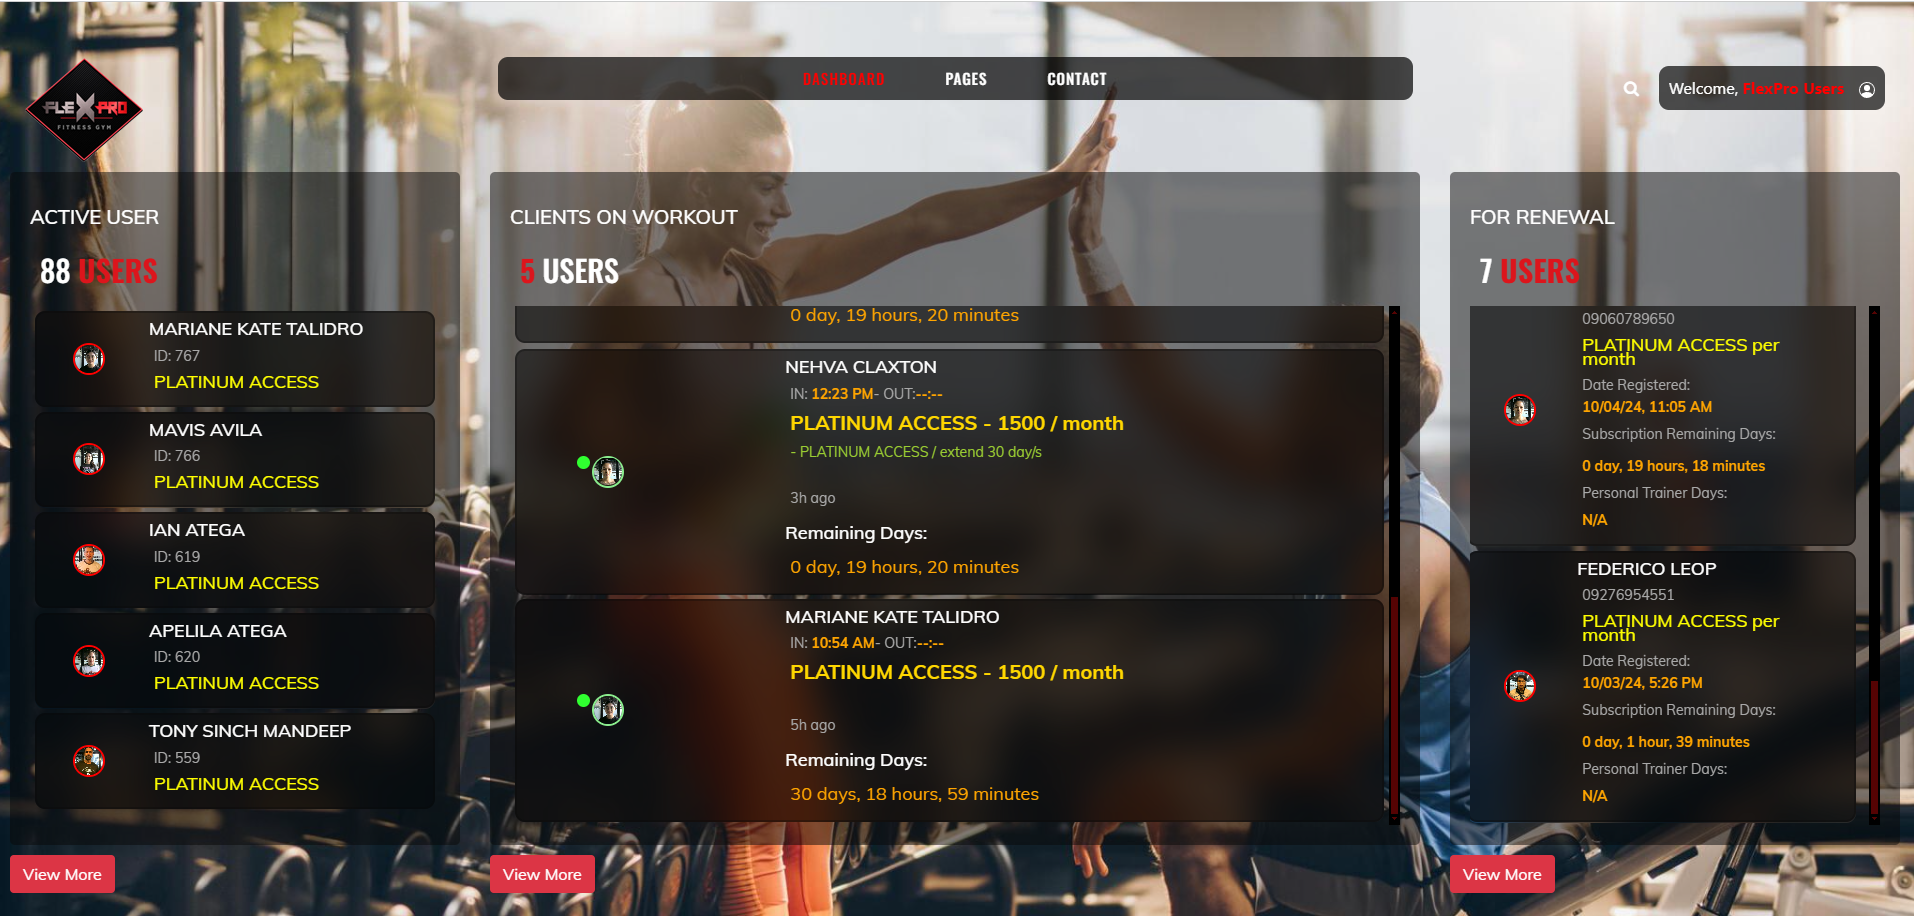 FLEXPRO
FITNESS GYM
DASHBOARD
PAGES
CONTACT
Welcome, FlexPro Users
ACTIVE USER
88 USERS
MARIANE KATE TALIDRO
ID: 767
PLATINUM ACCESS
MAVIS AVILA
ID: 766
PLATINUM ACCESS
IAN ATEGA
ID: 619
PLATINUM ACCESS
APELILA ATEGA
ID: 620
PLATINUM ACCESS
TONY SINCH MANDEEP
ID: 559
PLATINUM ACCESS
View More
CLIENTS ON WORKOUT
5 USERS
0 day, 19 hours, 20 minutes
NEHVA CLAXTON
IN: 12:23 PM- OUT:--:--
PLATINUM ACCESS - 1500 / month
- PLATINUM ACCESS / extend 30 day/s
3h ago
Remaining Days:
0 day, 19 hours, 20 minutes
MARIANE KATE TALIDRO
IN: 10:54 AM- OUT:--:--
PLATINUM ACCESS - 1500 / month
5h ago
Remaining Days:
30 days, 18 hours, 59 minutes
View More
FOR RENEWAL
7 USERS
09060789650
PLATINUM ACCESS per
month
Date Registered:
10/04/24, 11:05 AM
Subscription Remaining Days:
0 day, 19 hours, 18 minutes
Personal Trainer Days:
N/A
FEDERICO LEOP
09276954551
PLATINUM ACCESS per
month
Date Registered:
10/03/24, 5:26 PM
Subscription Remaining Days:
0 day, 1 hour, 39 minutes
Personal Trainer Days:
N/A
View More